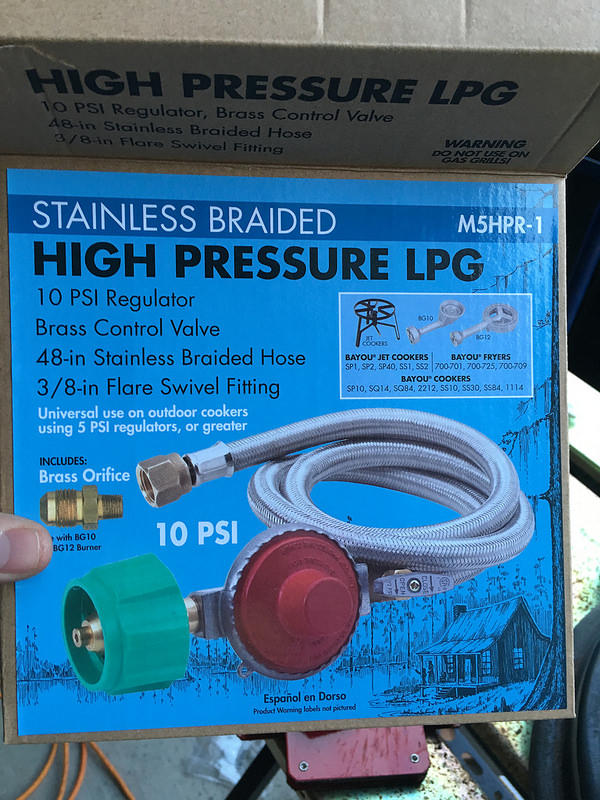 HIGH PRESSURE LPG
10 PSI Regulator, Brass Control Valve
48-in Stainless Braided Hose
3/8-in Flare Swivel Fitting
WARNING
DO NOT USE ON
GAS GRILLS!
STAINLESS BRAIDED
M5HPR-1
HIGH PRESSURE LPG
10 PSI Regulator
Brass Control Valve
48-in Stainless Braided Hose
3/8-in Flare Swivel Fitting
Universal use on outdoor cookers
using 5 PSI regulators, or greater
JET
COOKERS
BG10
BG12
BAYOU® JET COOKERS
SP1, SP2, SP40, SS1, SS2
BAYOU® FRYERS
700-701, 700-725, 700-709
BAYOU® COOKERS
SP10, SQ14, SQ84, 2212, SS10, SS30, SS84, 1114
INCLUDES:
Brass Orifice
with BG10
BG12 Burner
10 PSI
OPEN
Español en Dorso
Product Warning labels not pictured